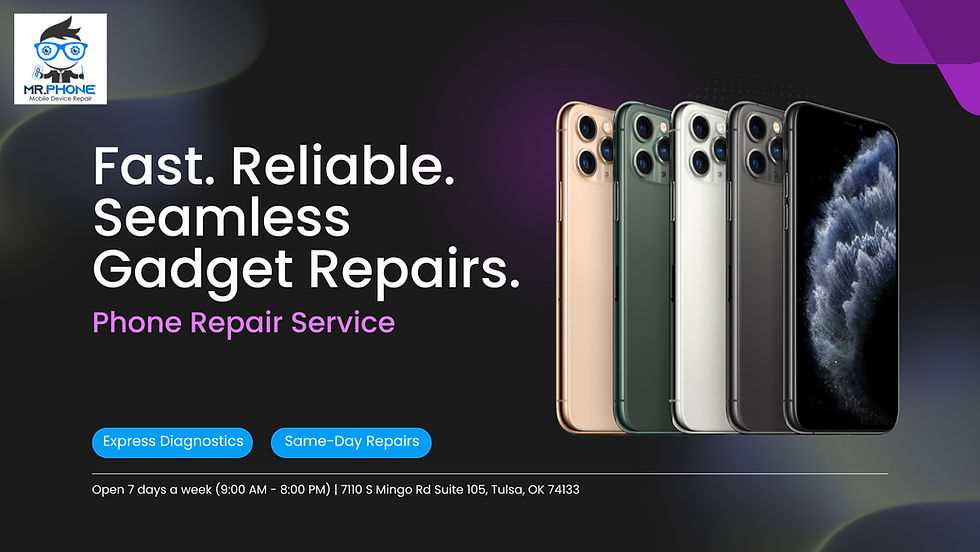 MR.PHONE
Mobile Device Repair
Fast. Reliable.
Seamless
Gadget Repairs.
Phone Repair Service
Express Diagnostics
Same-Day Repairs
Open 7 days a week (9:00 AM - 8:00 PM) | 7110 S Mingo Rd Suite 105, Tulsa, OK 74133